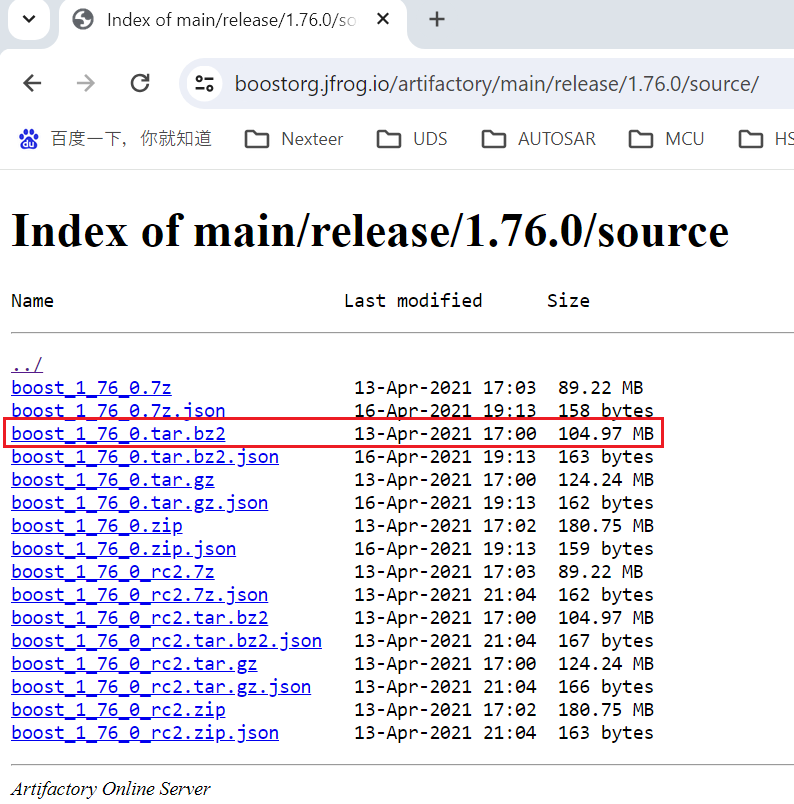 Index of main/release/1.76.0/so
boostorg.jfrog.io/artifactory/main/release/1.76.0/source/
百度一下，你就知道 Nexteer UDS AUTOSAR MCU HS
Index of main/release/1.76.0/source
Name Last modified Size
../
boost_1_76_0.7z 13-Apr-2021 17:03 89.22 MB
boost_1_76_0.7z.json 16-Apr-2021 19:13 158 bytes
boost_1_76_0.tar.bz2 13-Apr-2021 17:00 104.97 MB
boost_1_76_0.tar.bz2.json 16-Apr-2021 19:13 163 bytes
boost_1_76_0.tar.gz 13-Apr-2021 17:00 124.24 MB
boost_1_76_0.tar.gz.json 16-Apr-2021 19:13 162 bytes
boost_1_76_0.zip 13-Apr-2021 17:02 180.75 MB
boost_1_76_0.zip.json 16-Apr-2021 19:13 159 bytes
boost_1_76_0_rc2.7z 13-Apr-2021 17:03 89.22 MB
boost_1_76_0_rc2.7z.json 13-Apr-2021 21:04 162 bytes
boost_1_76_0_rc2.tar.bz2 13-Apr-2021 17:00 104.97 MB
boost_1_76_0_rc2.tar.bz2.json 13-Apr-2021 21:04 167 bytes
boost_1_76_0_rc2.tar.gz 13-Apr-2021 17:00 124.24 MB
boost_1_76_0_rc2.tar.gz.json 13-Apr-2021 21:04 166 bytes
boost_1_76_0_rc2.zip 13-Apr-2021 17:02 180.75 MB
boost_1_76_0_rc2.zip.json 13-Apr-2021 21:04 163 bytes
Artifactory Online Server